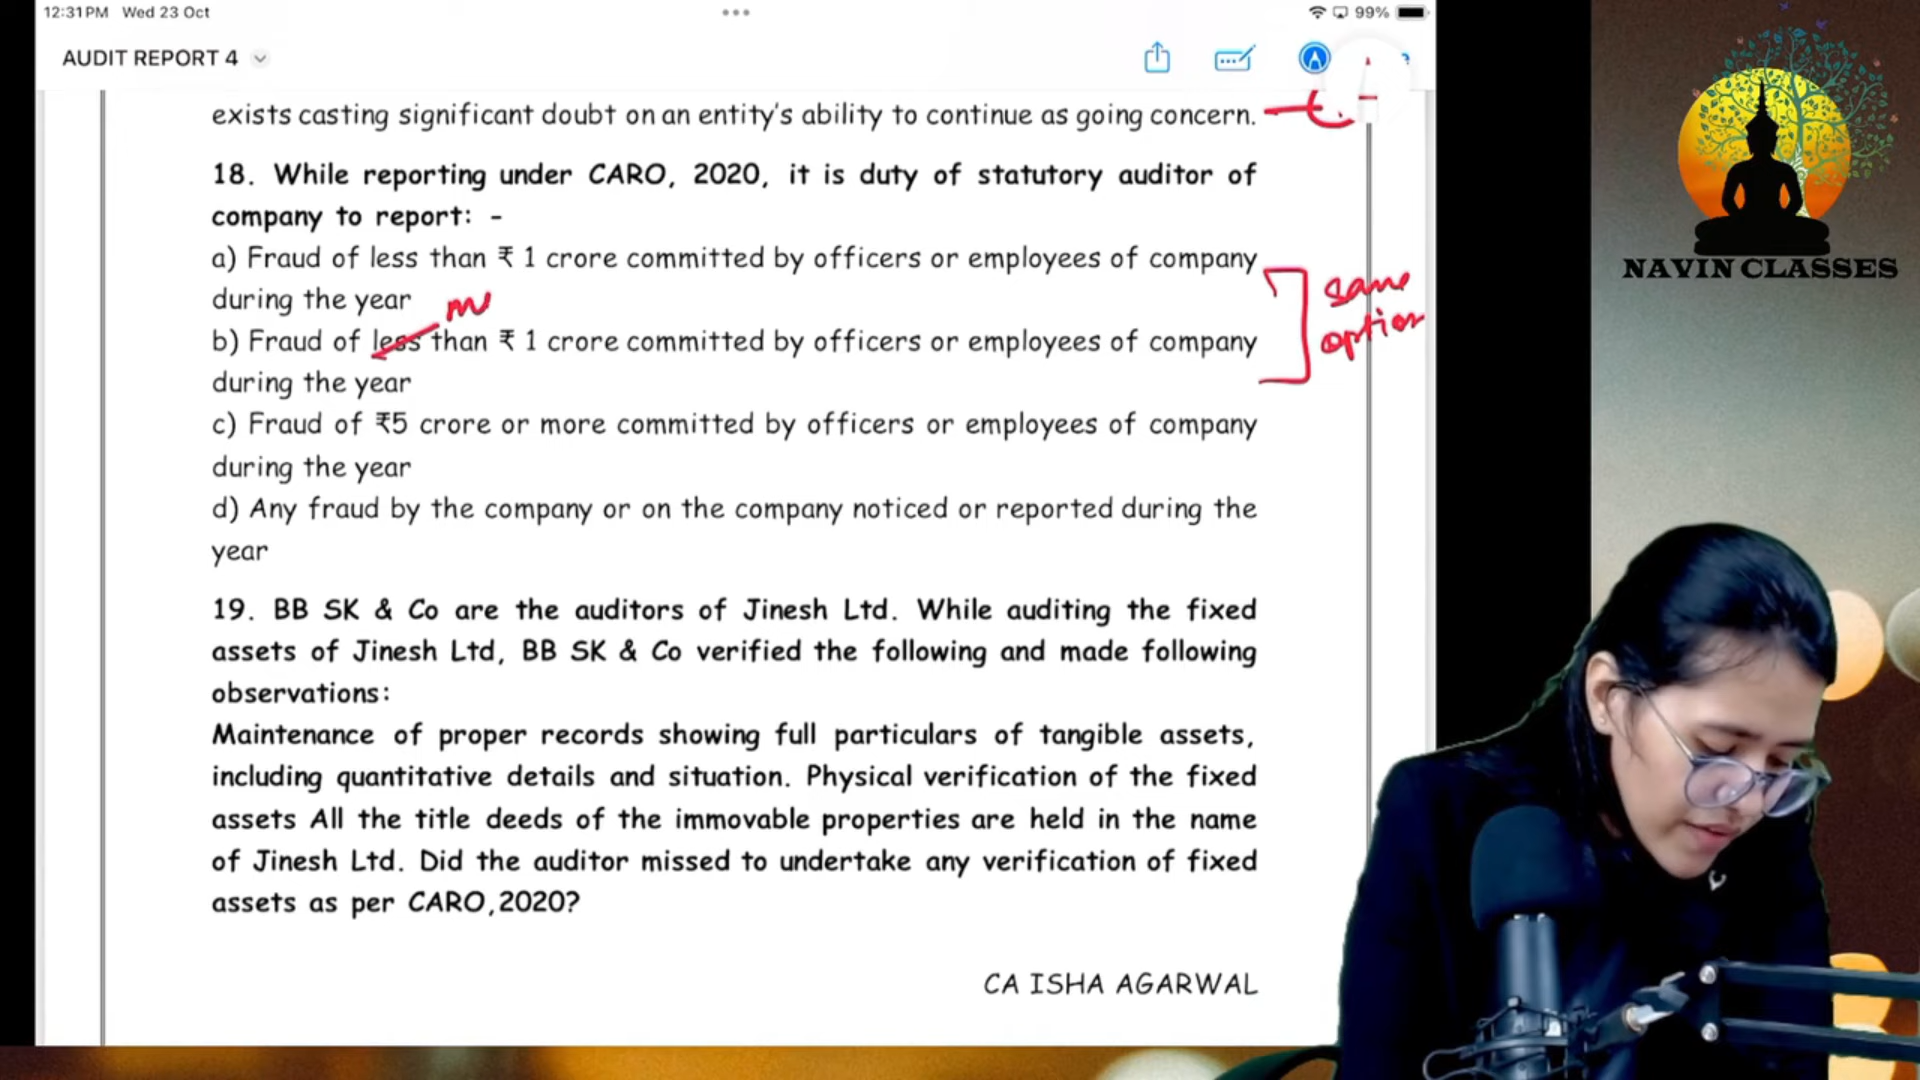 12:31 PM Wed 23 Oct
99%
AUDIT REPORT 4
exists casting significant doubt on an entity's ability to continue as going concern.
18. While reporting under CARO, 2020, it is duty of statutory auditor of
company to report: -
a) Fraud of less than ₹ 1 crore committed by officers or employees of company
during the year
m
b) Fraud of less than ₹ 1 crore committed by officers or employees of company
during the year
same
option
c) Fraud of ₹5 crore or more committed by officers or employees of company
during the year
d) Any fraud by the company or on the company noticed or reported during the
year
19. BB SK & Co are the auditors of Jinesh Ltd. While auditing the fixed
assets of Jinesh Ltd, BB SK & Co verified the following and made following
observations:
Maintenance of proper records showing full particulars of tangible assets,
including quantitative details and situation. Physical verification of the fixed
assets All the title deeds of the immovable properties are held in the name
of Jinesh Ltd. Did the auditor missed to undertake any verification of fixed
assets as per CARO,2020?
CA ISHA AGARWAL
NAVIN CLASSES